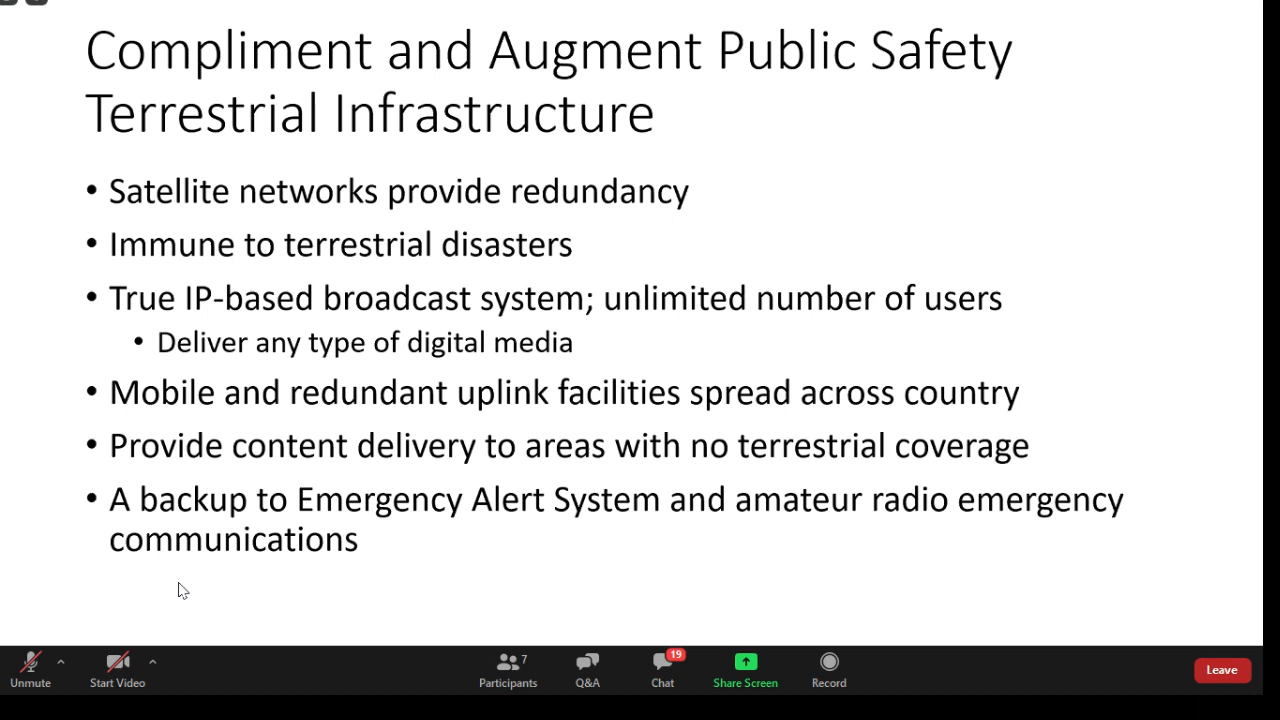 Compliment and Augment Public Safety
Terrestrial Infrastructure
• Satellite networks provide redundancy
• Immune to terrestrial disasters
• True IP-based broadcast system; unlimited number of users
• Deliver any type of digital media
• Mobile and redundant uplink facilities spread across country
• Provide content delivery to areas with no terrestrial coverage
• A backup to Emergency Alert System and amateur radio emergency
communications
7
19
Unmute
Start Video
Participants
Q&A
Chat
Share Screen
Record
Leave